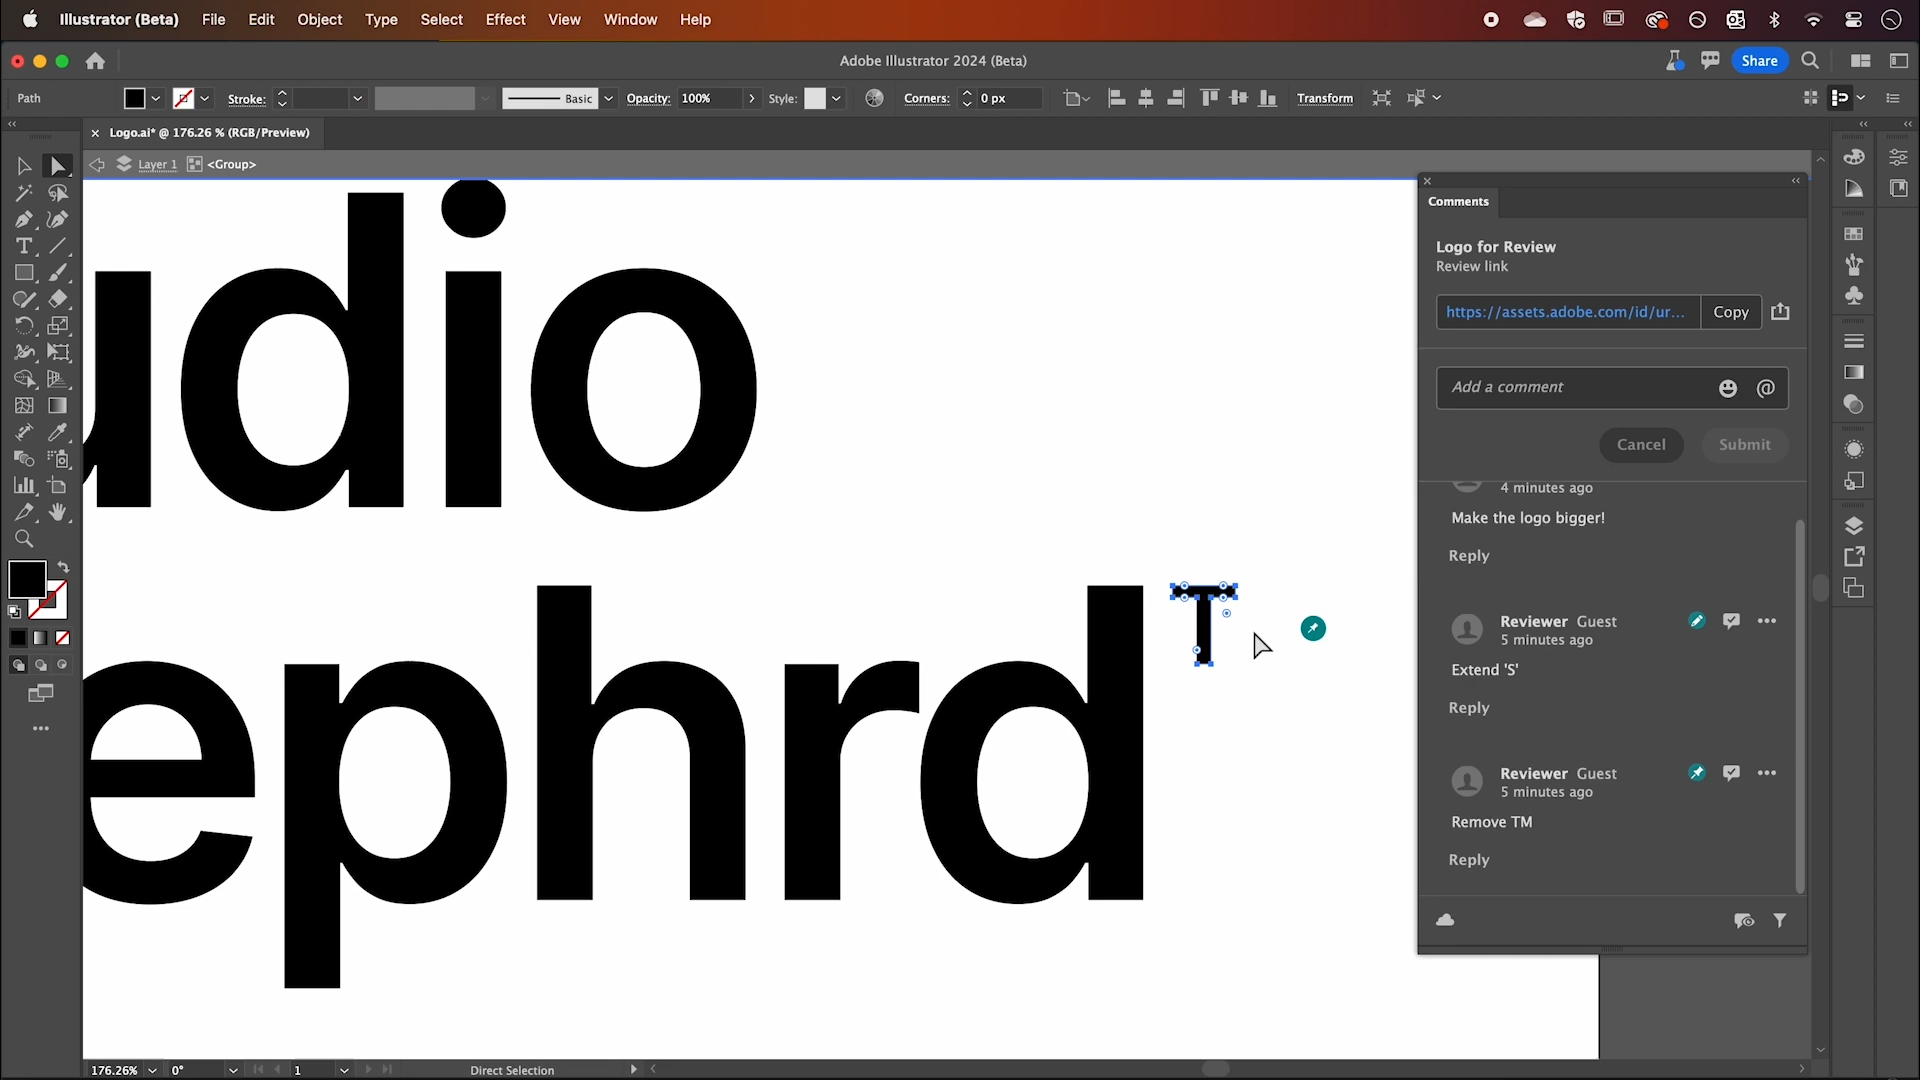 Illustrator (Beta) File Edit Object Type Select Effect View Window Help
Adobe Illustrator 2024 (Beta)
Share
Path
Stroke:
Basic
Opacity: 100%
Style:
Corners: 0 px
Transform
× Logo.ai* @ 176.26 % (RGB/Preview)
Layer 1 <Group>
udio
ephrd
T
Comments
Logo for Review
Review link
https://assets.adobe.com/id/ur...
Copy
Add a comment
@
Cancel
Submit
4 minutes ago
Make the logo bigger!
Reply
Reviewer Guest
5 minutes ago
Extend 'S'
Reply
Reviewer Guest
5 minutes ago
Remove TM
Reply
176.26% 0° 1 Direct Selection